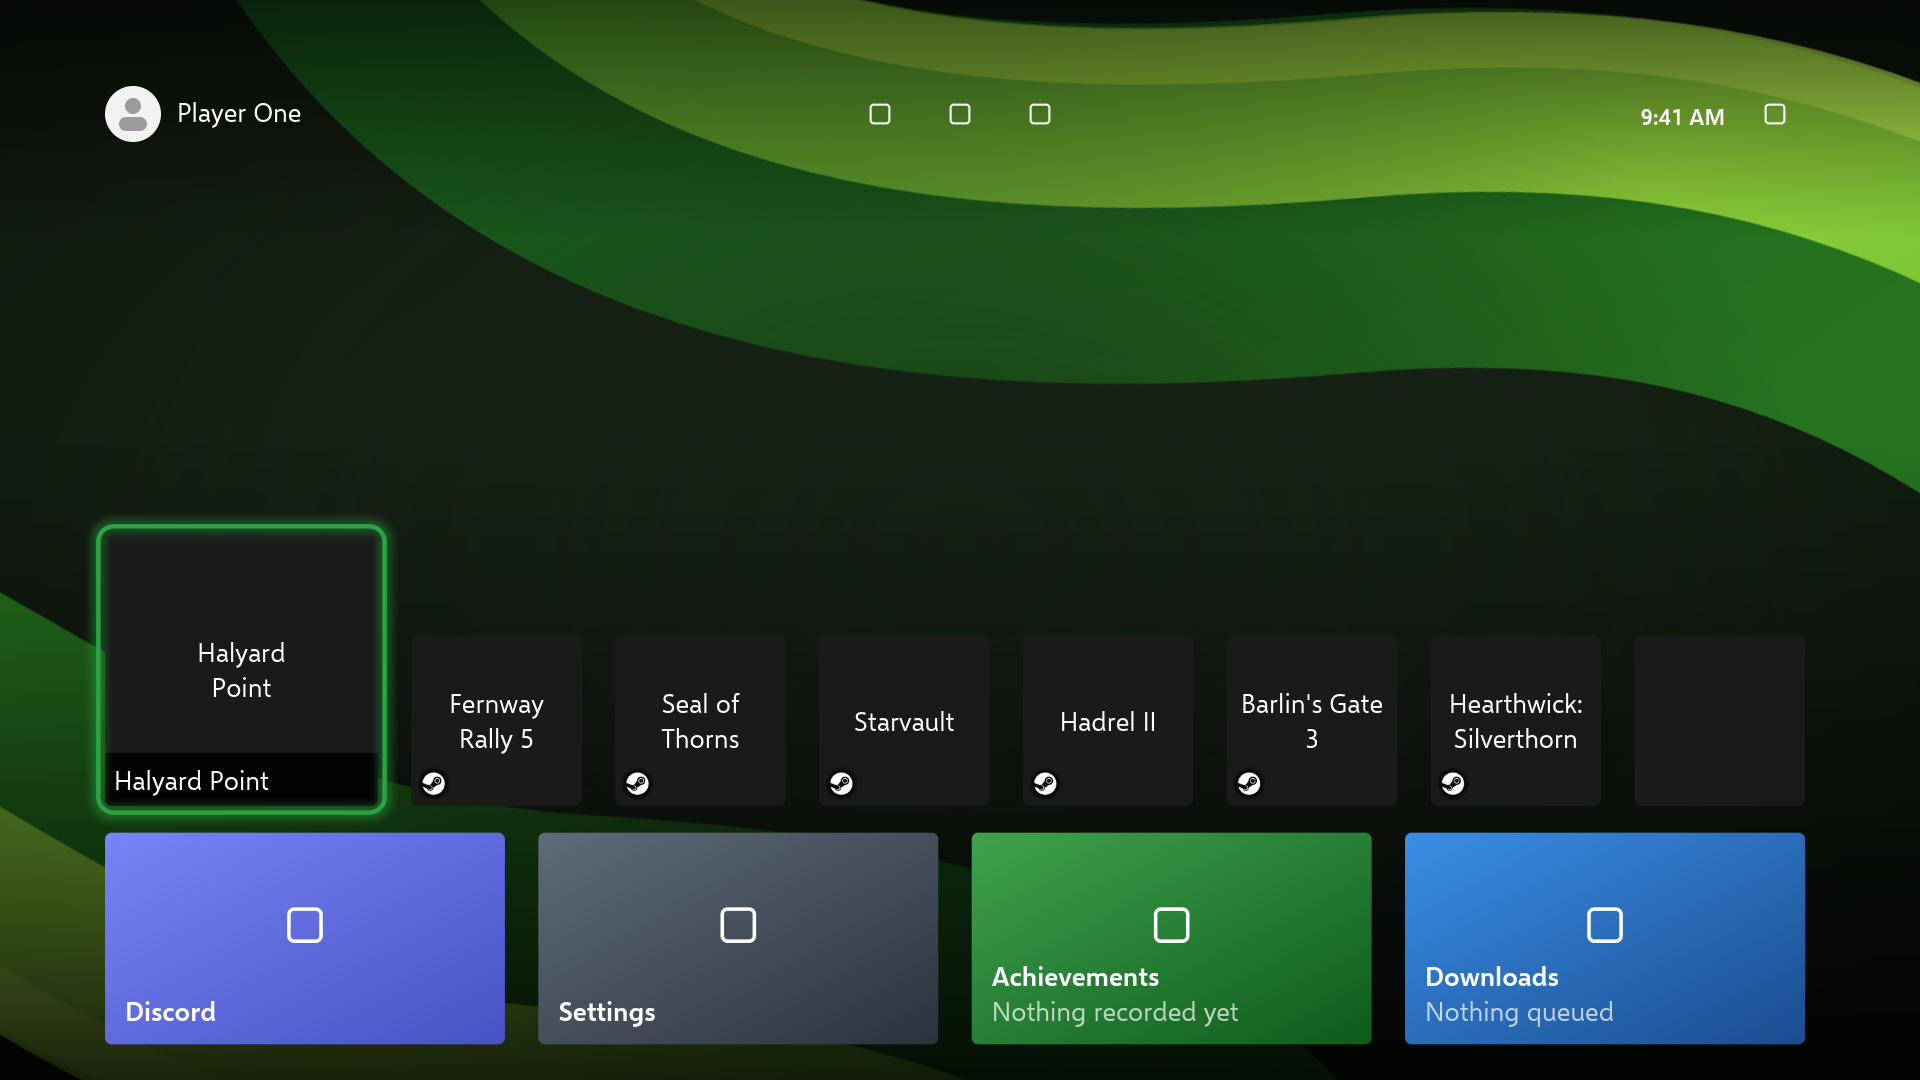 Player One
9:41 AM
Halyard
Point
Halyard Point
Fernway
Rally 5
Seal of
Thorns
Starvault
Hadrel II
Barlin's Gate
3
Hearthwick:
Silverthorn
Discord
Settings
Achievements
Nothing recorded yet
Downloads
Nothing queued